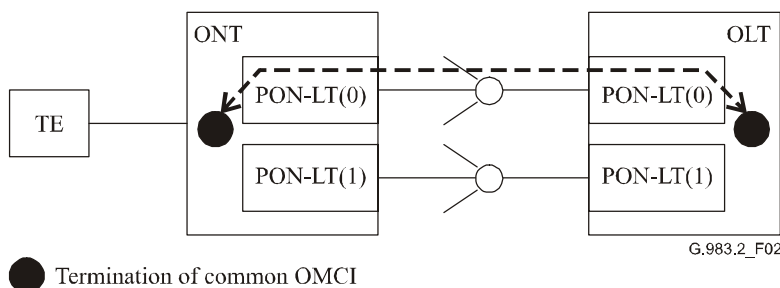 ONT
OLT
PON-LT(0)
PON-LT(0)
TE
PON-LT(1)
PON-LT(1)
G.983.2_F02
Termination of common OMCI